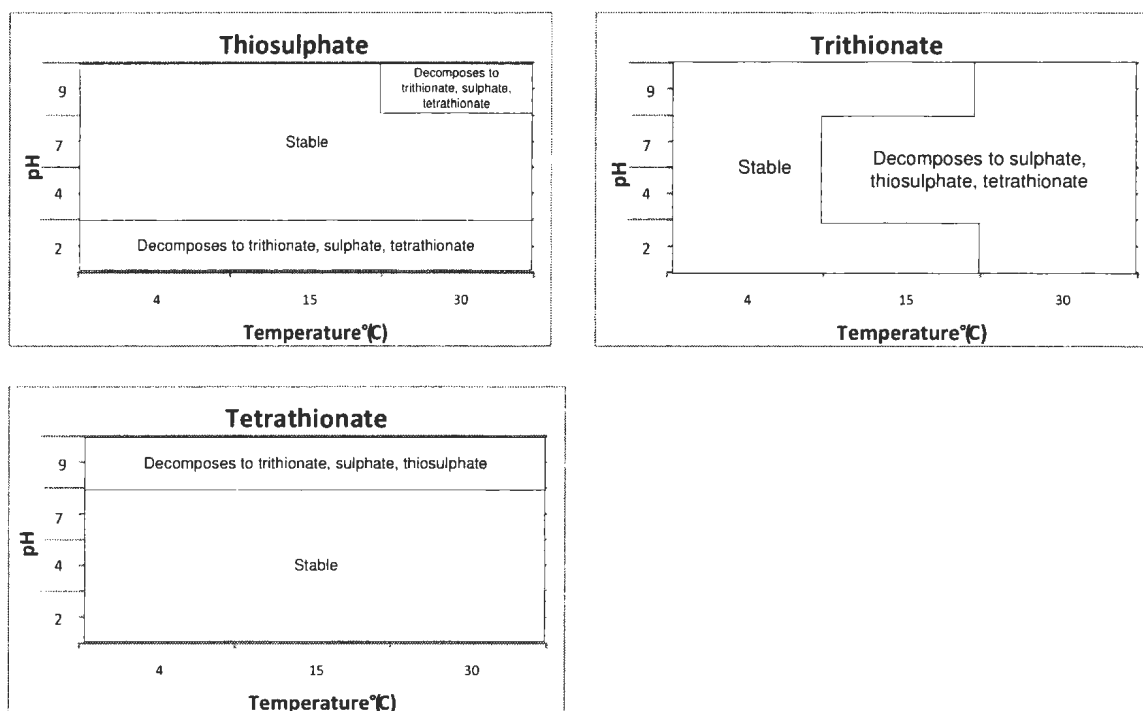 Thiosulphate
9
7
4
2
pH
Decomposes to
trithionate, sulphate,
tetrathionate
Stable
Decomposes to trithionate, sulphate, tetrathionate
4
15
30
Temperature°(C)
Trithionate
9
7
4
2
pH
Stable
Decomposes to sulphate,
thiosulphate, tetrathionate
4
15
30
Temperature°(C)
Tetrathionate
9
7
4
2
pH
Decomposes to trithionate, sulphate, thiosulphate
Stable
4
15
30
Temperature°(C)